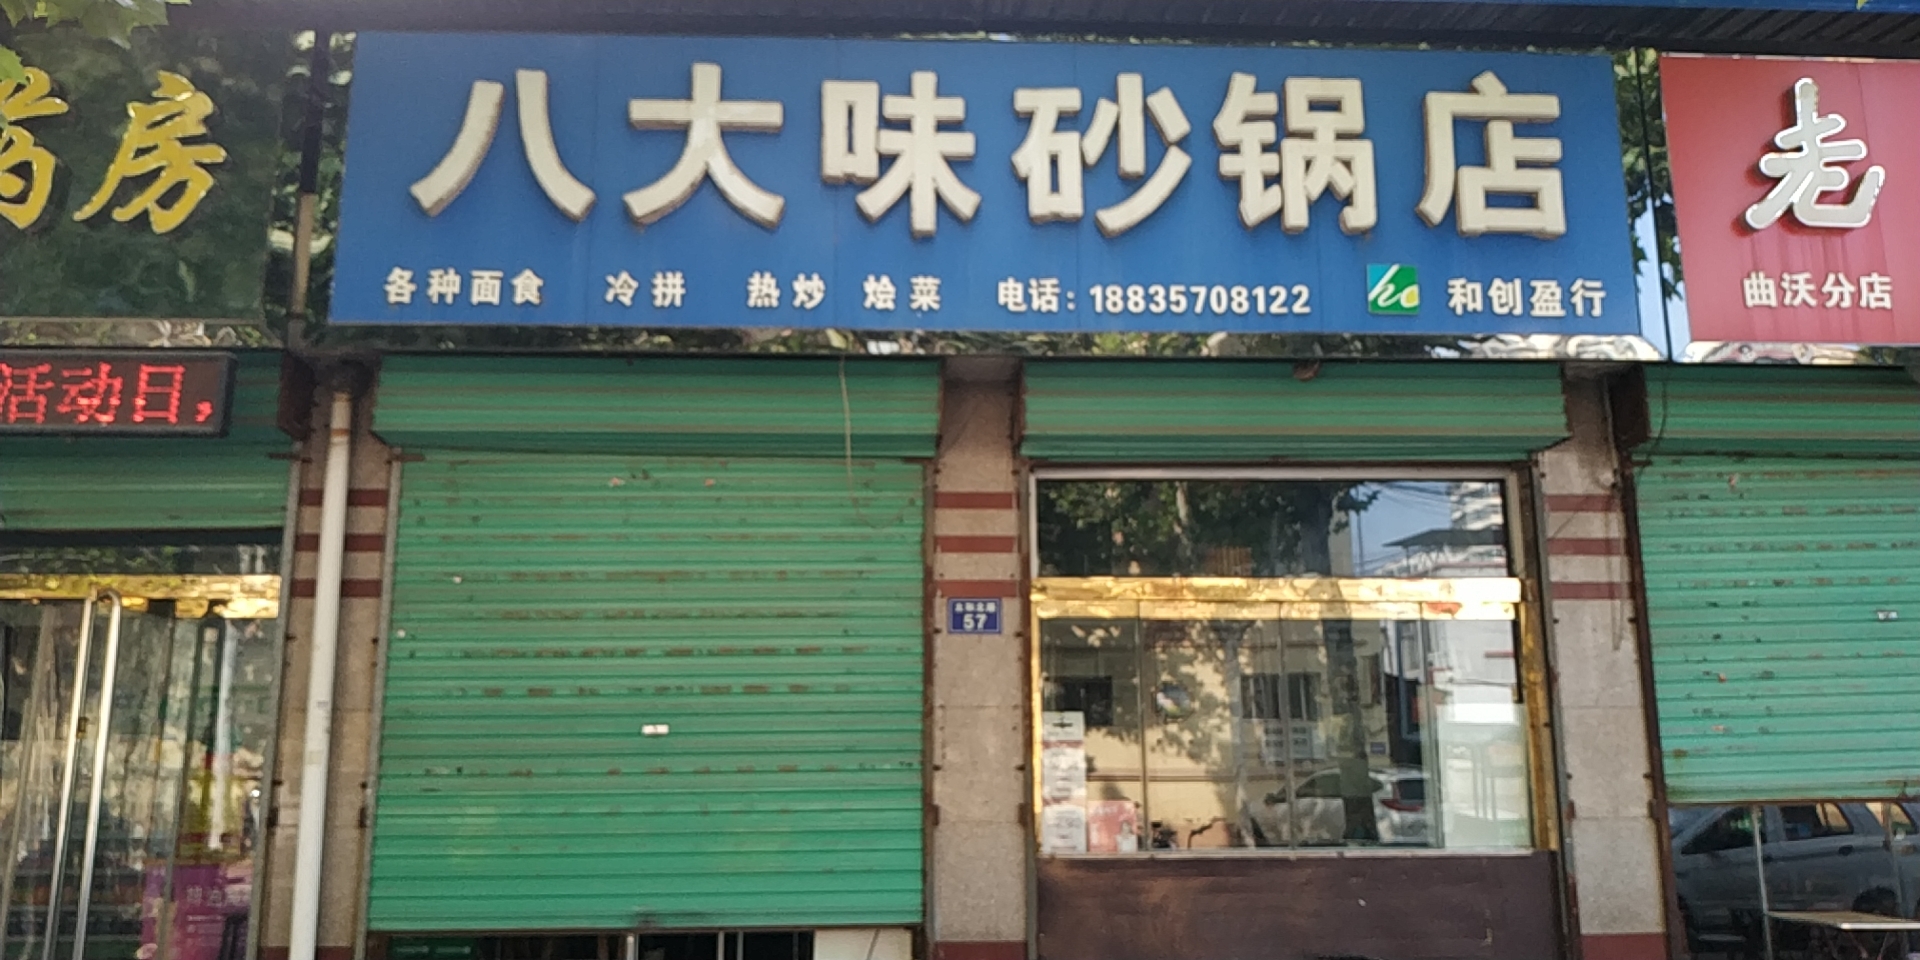 药房
八大味砂锅店
各种面食 冷拼 热炒 烩菜 电话：18835708122 hc 和创盈行
老
曲沃分店
活动日，
57